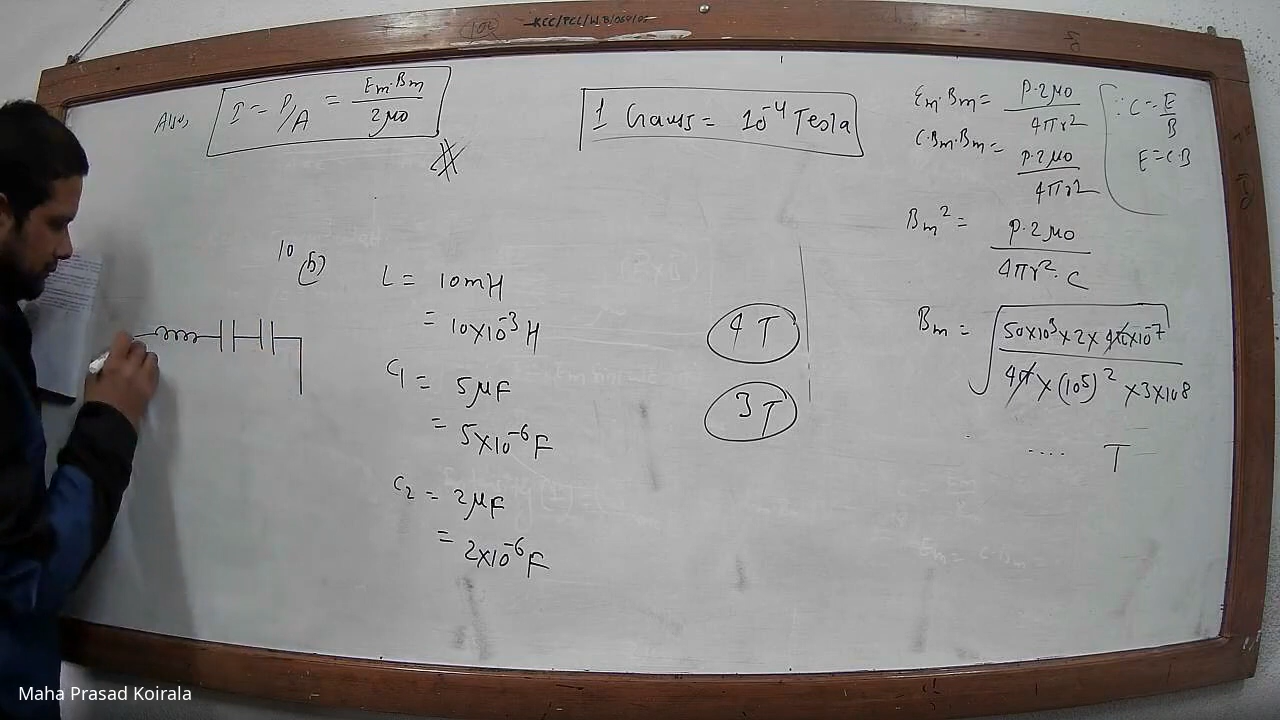 KCC/PCL/WB/064/05
Also, I = P/A = Em·Bm / 2μ0
1 Gauss = 10⁻⁴ Tesla
10 (b)
L = 10mH
= 10×10⁻³ H
C1 = 5μF
= 5×10⁻⁶ F
C2 = 2μF
= 2×10⁻⁶ F
4 T
3 T
Em·Bm = P·2μ0 / 4πr²
C·Bm·Bm = P·2μ0 / 4πr²
∵ C = E/B
E = C·B
Bm² = P·2μ0 / 4πr²·C
Bm = √(50×10³×2×4π×10⁻⁷ / 4π×(10⁵)²×3×10⁸)
.... T
Maha Prasad Koirala